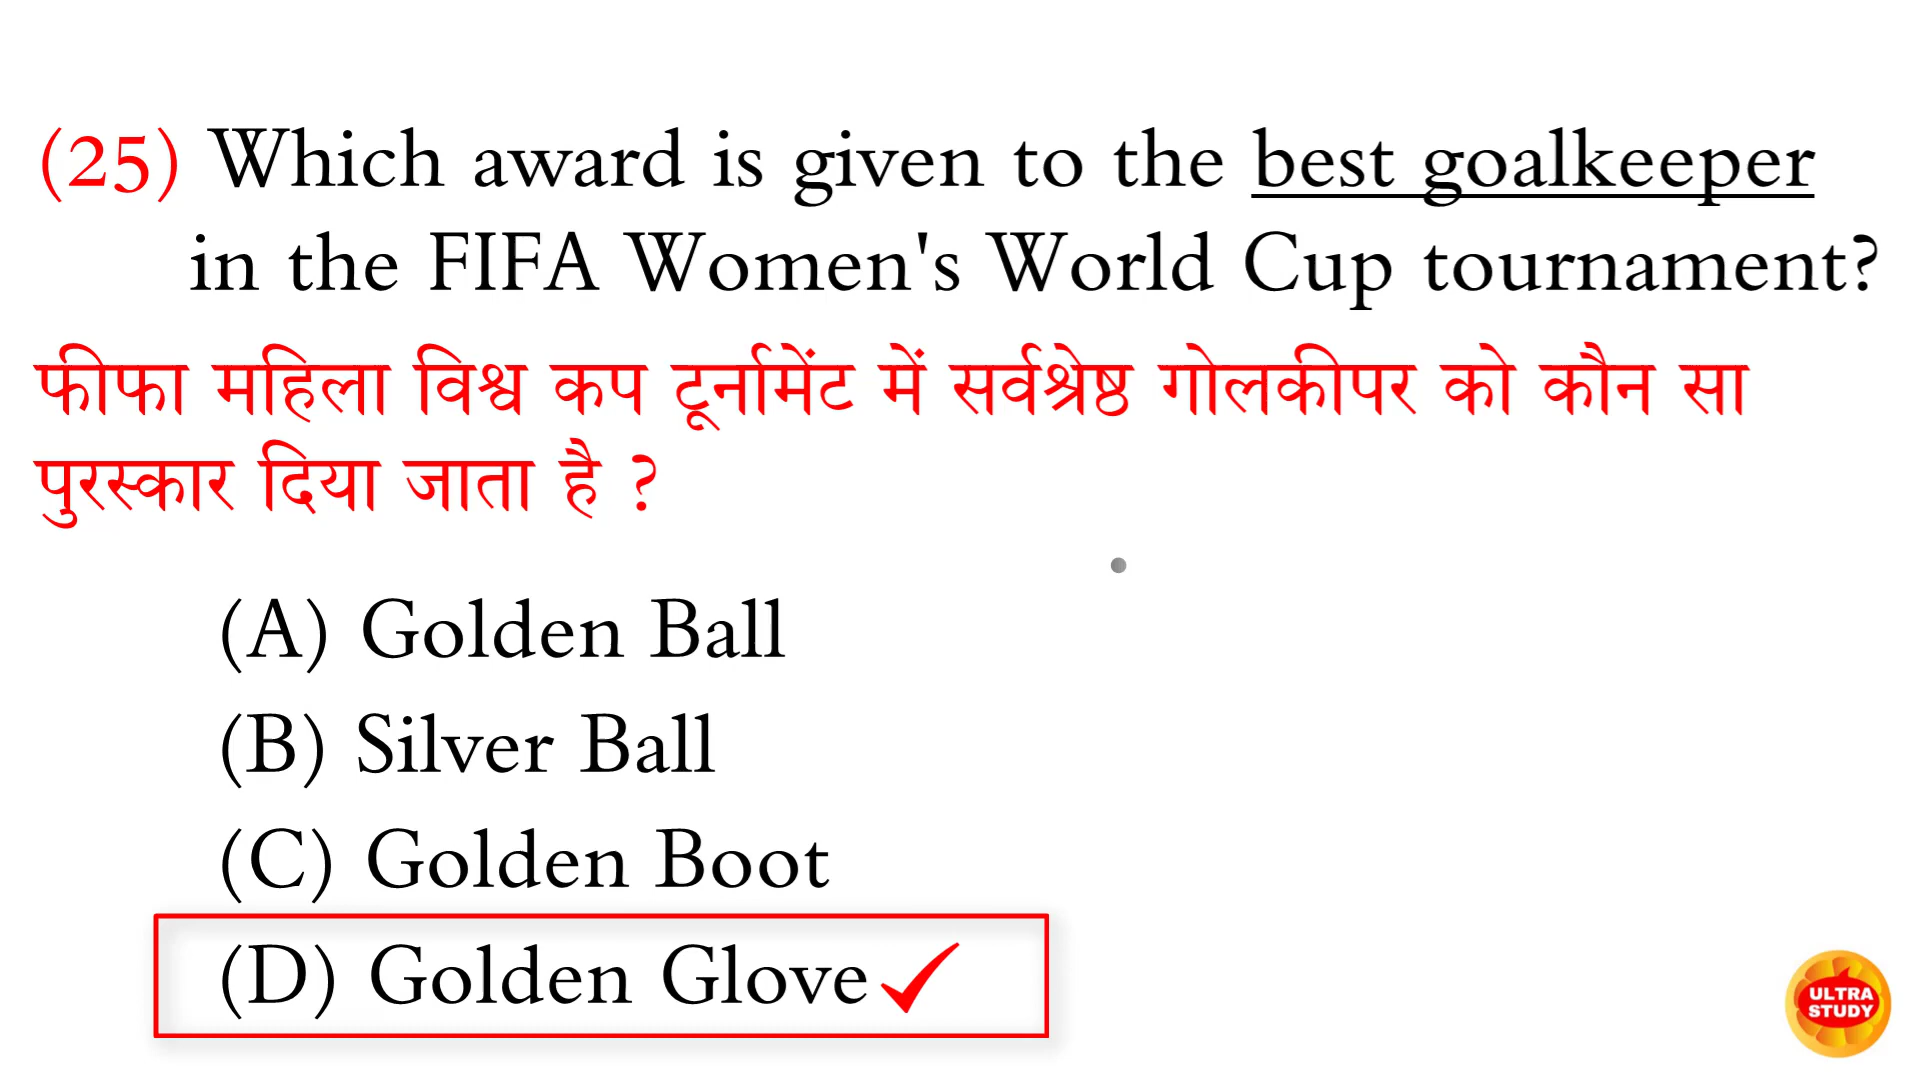 (25) Which award is given to the best goalkeeper
in the FIFA Women's World Cup tournament?
फीफा महिला विश्व कप टूर्नामेंट में सर्वश्रेष्ठ गोलकीपर को कौन सा
पुरस्कार दिया जाता है ?
(A) Golden Ball
(B) Silver Ball
(C) Golden Boot
(D) Golden Glove
ULTRA
STUDY